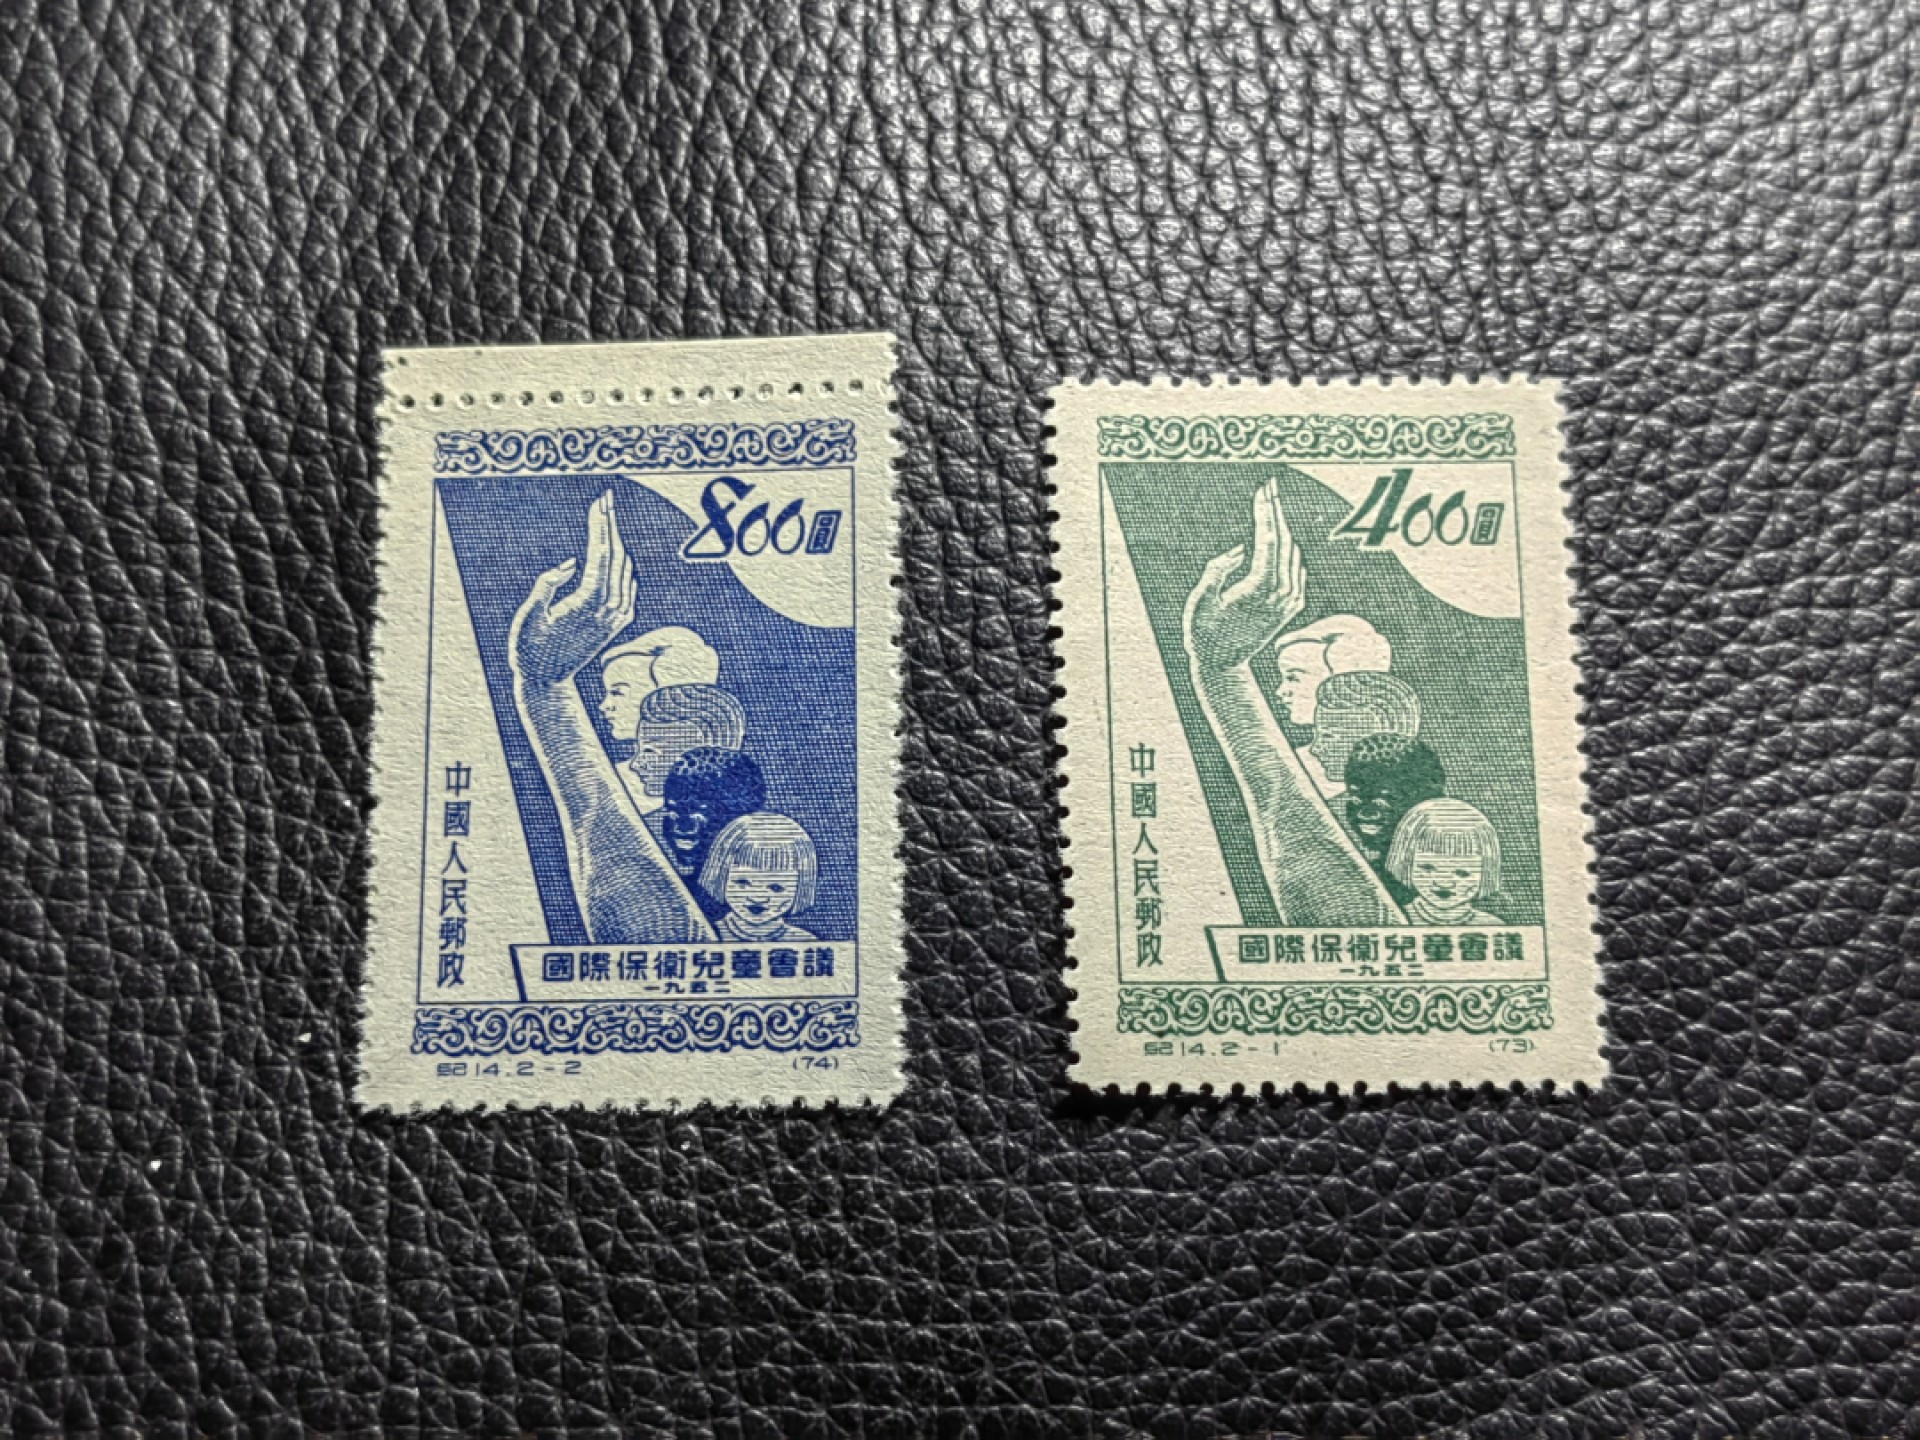 800圓
中國人民郵政
國際保衛兒童會議
一九五二
紀14.2-2
(74)
400圓
中國人民郵政
國際保衛兒童會議
一九五二
紀14.2-1
(73)